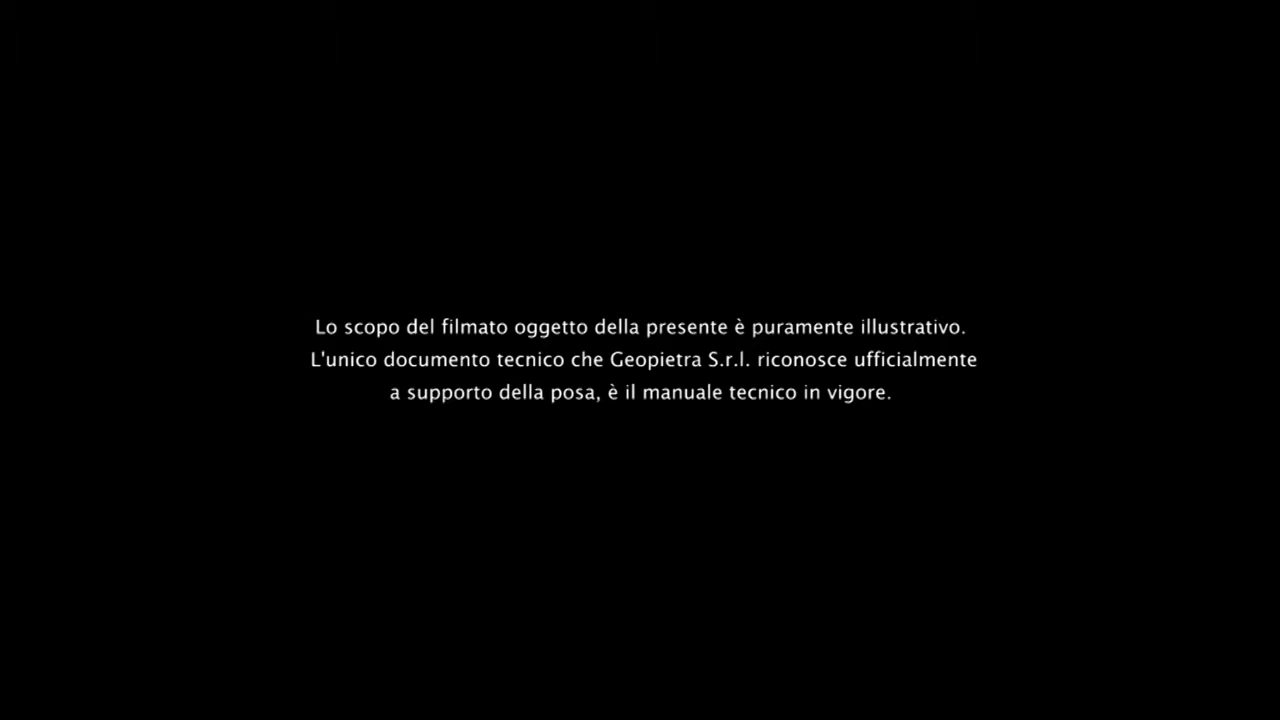 Lo scopo del filmato oggetto della presente è puramente illustrativo.
L'unico documento tecnico che Geopietra S.r.l. riconosce ufficialmente
a supporto della posa, è il manuale tecnico in vigore.